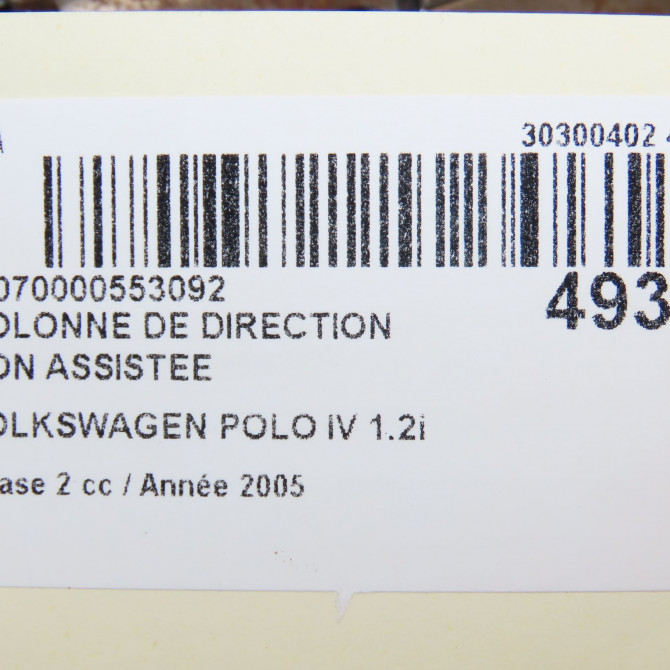 30300402
070000553092
493
OLONNE DE DIRECTION
ON ASSISTEE
OLKSWAGEN POLO IV 1.2i
ase 2 cc / Année 2005